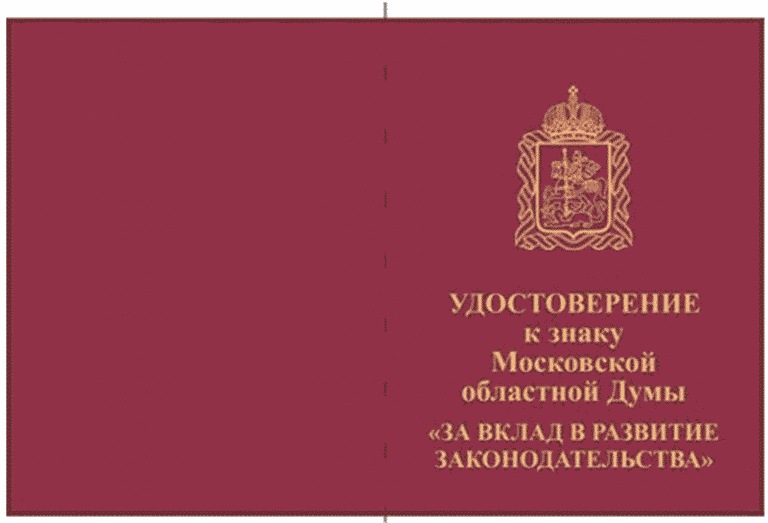 УДОСТОВЕРЕНИЕ
к знаку
Московской
областной Думы
«ЗА ВКЛАД В РАЗВИТИЕ
ЗАКОНОДАТЕЛЬСТВА»